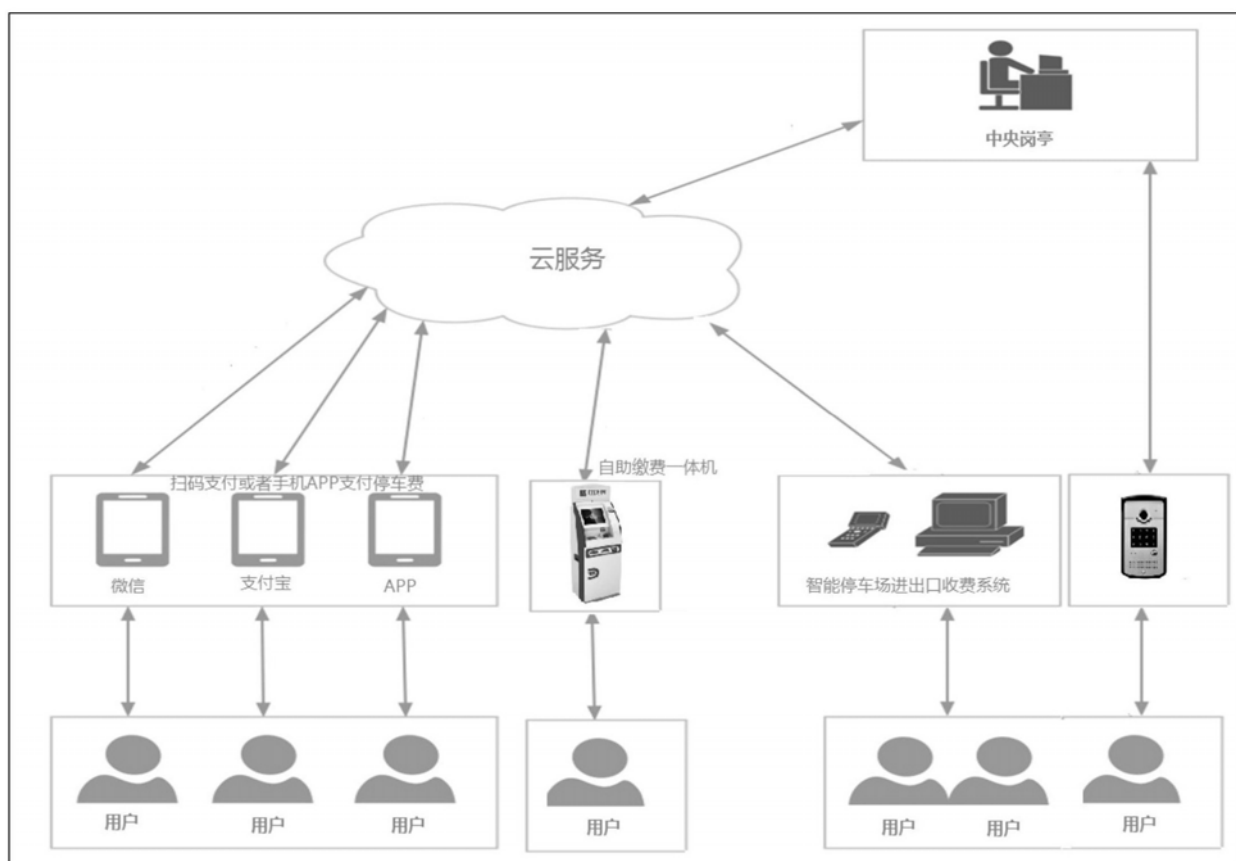 中央岗亭
云服务
自助缴费一体机
扫码支付或者手机APP支付停车费
微信
支付宝
APP
智能停车场进出口收费系统
用户
用户
用户
用户
用户
用户
用户